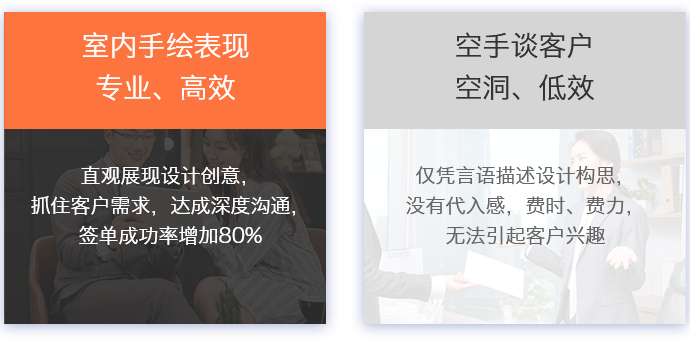 室内手绘表现
专业、高效
直观展现设计创意，
抓住客户需求，达成深度沟通，
签单成功率增加80%
空手谈客户
空洞、低效
仅凭言语描述设计构思，
没有代入感，费时、费力，
无法引起客户兴趣